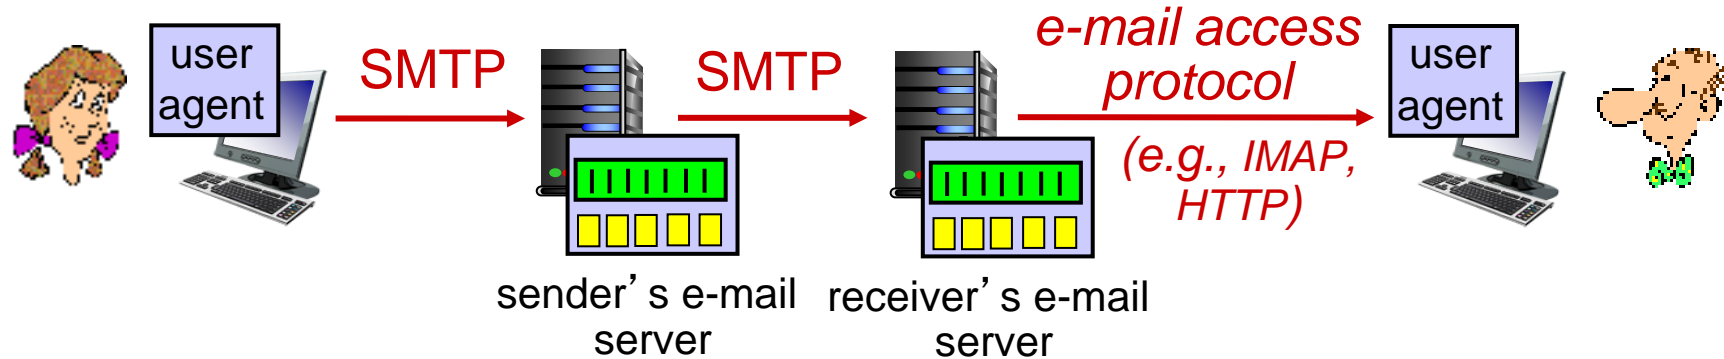 user
agent
SMTP
SMTP
e-mail access
protocol
(e.g., IMAP,
HTTP)
user
agent
sender’s e-mail
server
receiver’s e-mail
server